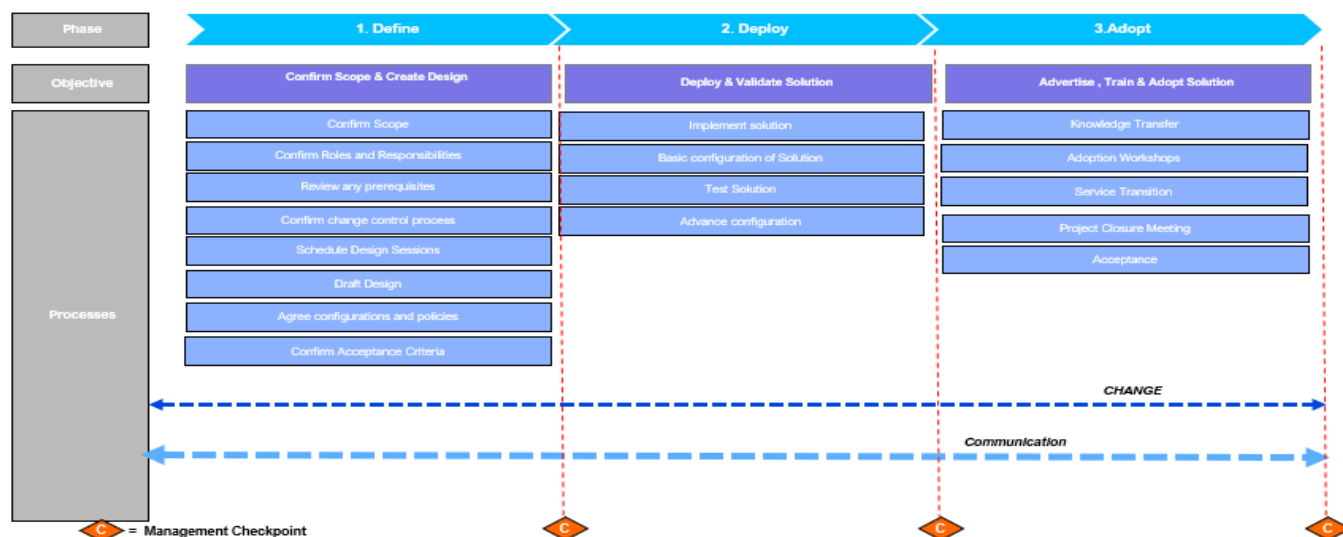 Phase
1. Define
2. Deploy
3.Adopt
Objective
Confirm Scope & Create Design
Deploy & Validate Solution
Advertise , Train & Adopt Solution
Processes
Confirm Scope
Confirm Roles and Responsibilities
Review any prerequisites
Confirm change control process
Schedule Design Sessions
Draft Design
Agree configurations and policies
Confirm Acceptance Criteria
Implement solution
Basic configuration of Solution
Test Solution
Advance configuration
Knowledge Transfer
Adoption Workshops
Service Transition
Project Closure Meeting
Acceptance
CHANGE
Communication
C = Management Checkpoint
C
C
C